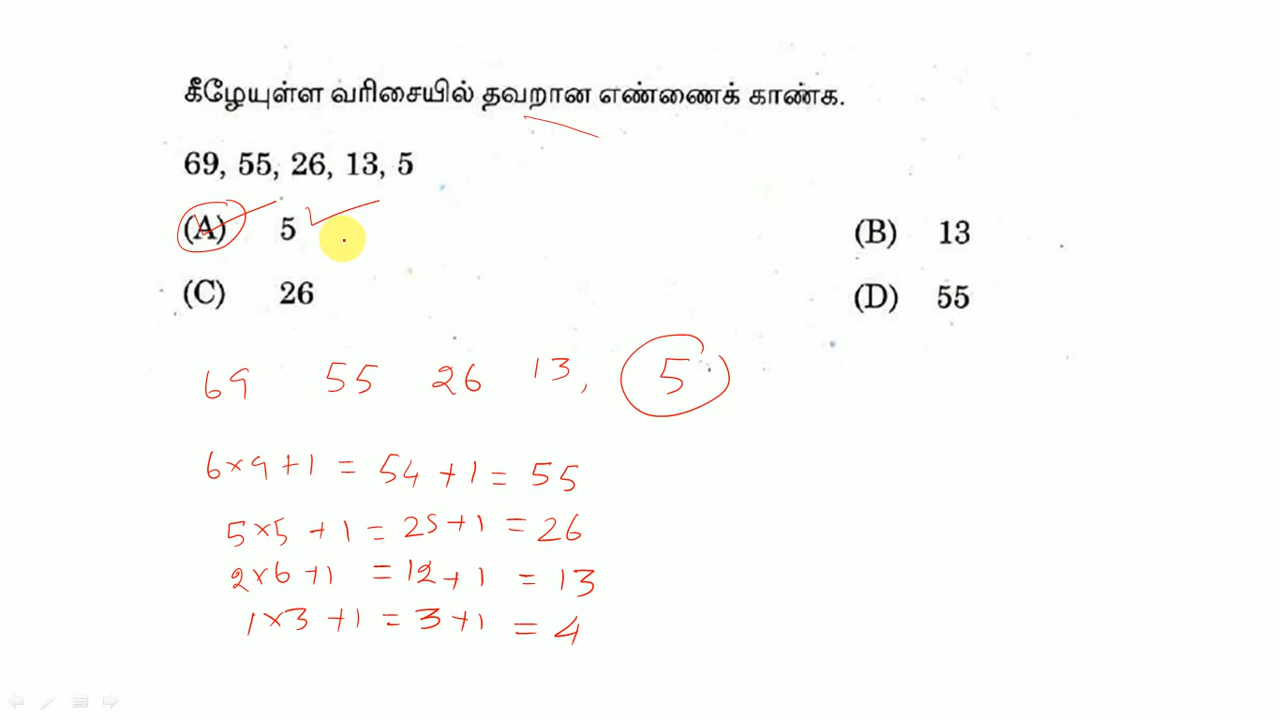 கீழேயுள்ள வரிசையில் தவறான எண்ணைக் காண்க.
69, 55, 26, 13, 5
(A) 5 (B) 13
(C) 26 (D) 55
69 55 26 13, 5
6×9+1 = 54+1 = 55
5×5+1 = 25+1 = 26
2×6+1 = 12+1 = 13
1×3+1 = 3+1 = 4